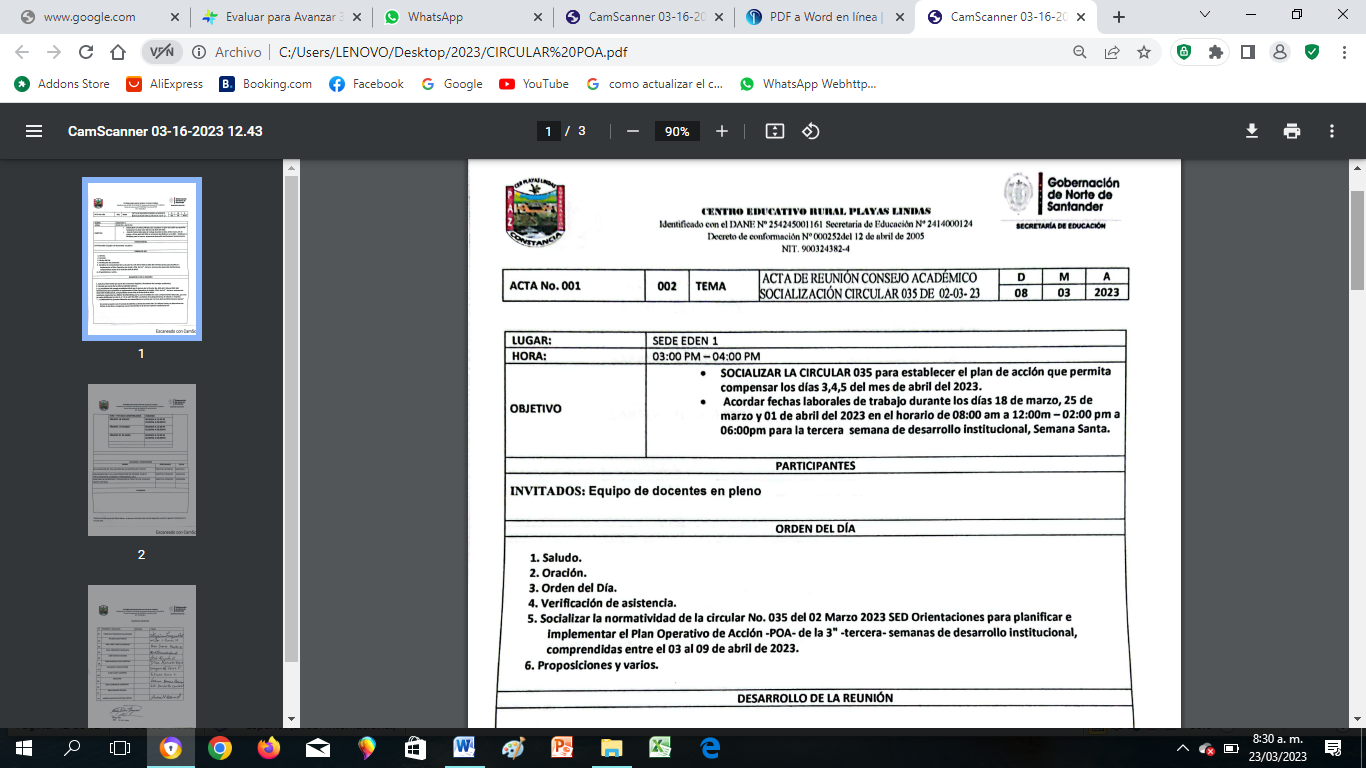 www.google.com
Evaluar para Avanzar 3
WhatsApp
CamScanner 03-16-20
PDF a Word en línea |
CamScanner 03-16-20
VPN
Archivo
C:/Users/LENOVO/Desktop/2023/CIRCULAR%20POA.pdf
Addons Store
AliExpress
Booking.com
Facebook
Google
YouTube
como actualizar el c...
WhatsApp Webhttp...
CamScanner 03-16-2023 12.43
1 / 3
90%
1
2
CER PLAYAS LINDAS
PAZ
CONSTANCIA
Gobernación
de Norte de
Santander
SECRETARÍA DE EDUCACIÓN
CENTRO EDUCATIVO RURAL PLAYAS LINDAS
Identificado con el DANE Nº 254245001161 Secretaria de Educación Nº 2414000124
Decreto de conformación Nº 000252del 12 de abril de 2005
NIT. 900324382-4
ACTA No. 001
002
TEMA
ACTA DE REUNIÓN CONSEJO ACADÉMICO
SOCIALIZACIÓN CIRCULAR 035 DE 02-03- 23
D M A
08 03 2023
LUGAR: SEDE EDEN 1
HORA: 03:00 PM – 04:00 PM
OBJETIVO
• SOCIALIZAR LA CIRCULAR 035 para establecer el plan de acción que permita
compensar los días 3,4,5 del mes de abril del 2023.
• Acordar fechas laborales de trabajo durante los días 18 de marzo, 25 de
marzo y 01 de abril del 2023 en el horario de 08:00 am a 12:00m – 02:00 pm a
06:00pm para la tercera semana de desarrollo institucional, Semana Santa.
PARTICIPANTES
INVITADOS: Equipo de docentes en pleno
ORDEN DEL DÍA
1. Saludo.
2. Oración.
3. Orden del Día.
4. Verificación de asistencia.
5. Socializar la normatividad de la circular No. 035 del 02 Marzo 2023 SED Orientaciones para planificar e
Implementar el Plan Operativo de Acción -POA- de la 3" -tercera- semanas de desarrollo institucional,
comprendidas entre el 03 al 09 de abril de 2023.
6. Proposiciones y varios.
DESARROLLO DE LA REUNIÓN
8:30 a. m.
23/03/2023